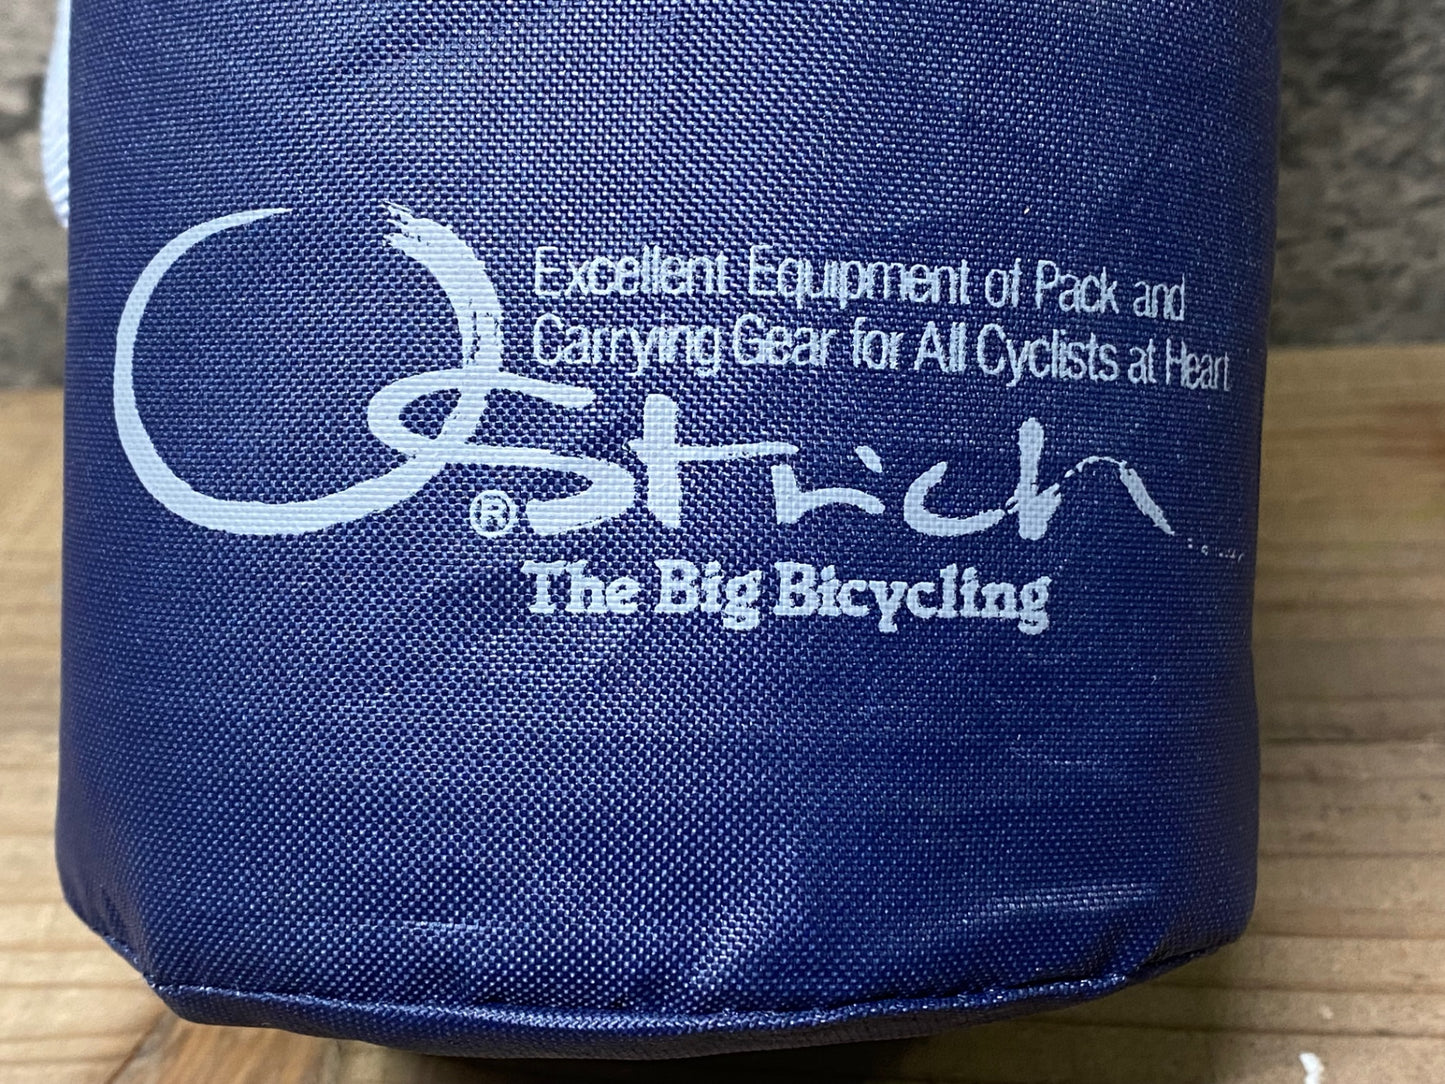 Excellent Equipment of Pack and
Carrying Gear for All Cyclists at Heart
Ostrich
®
The Big Bicycling